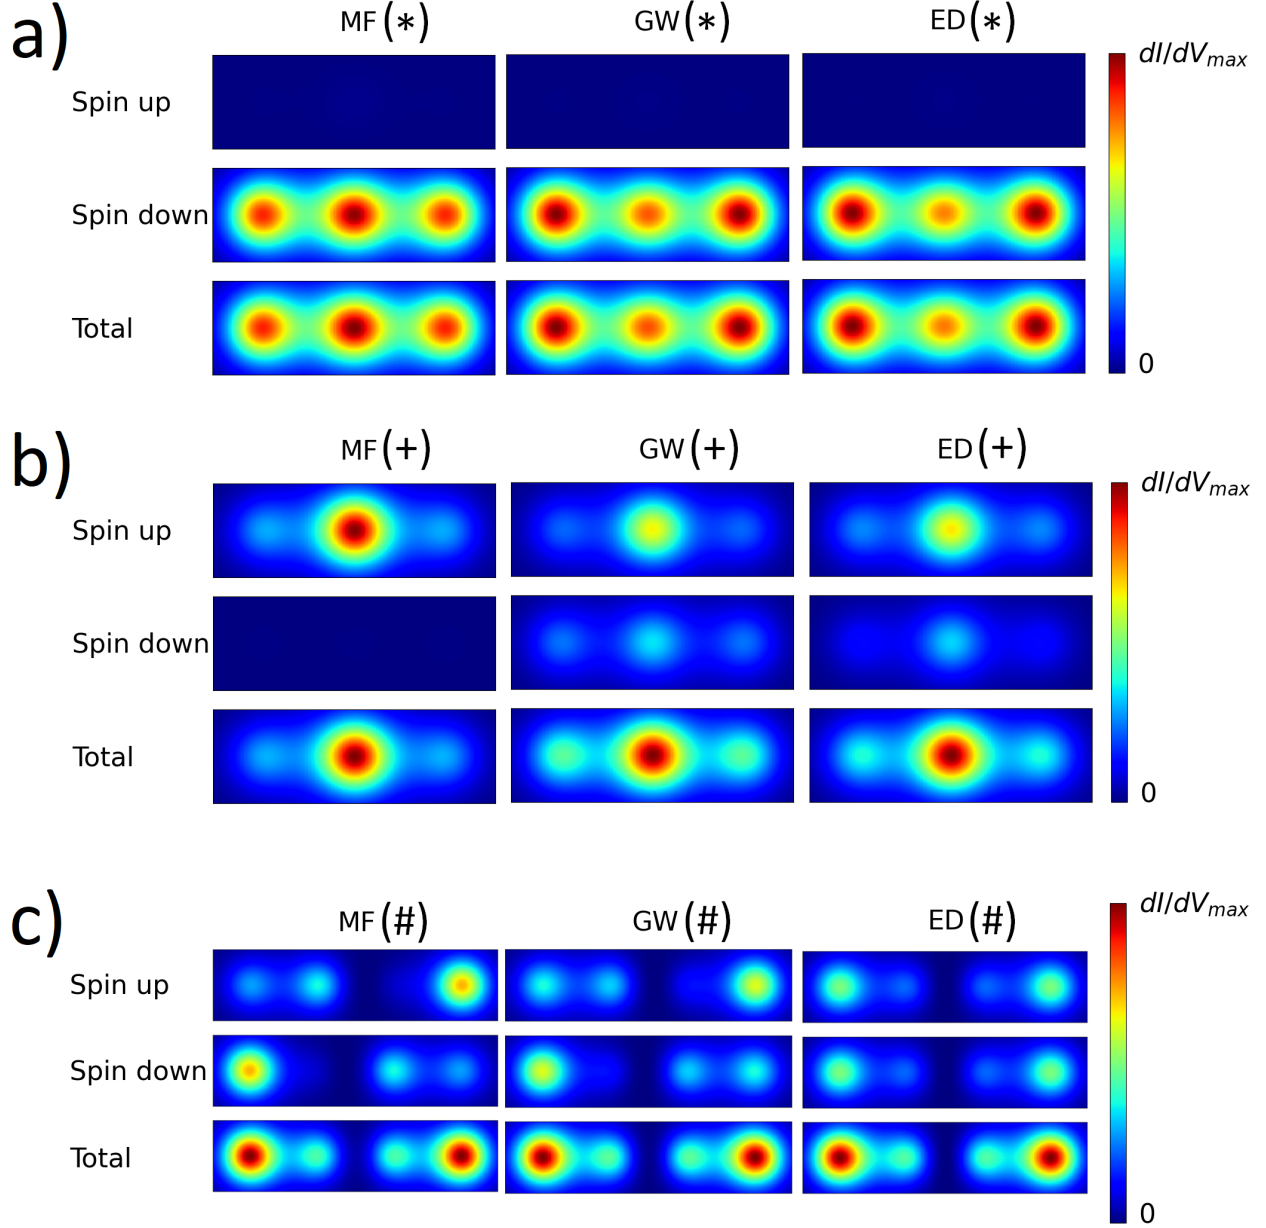 a)
MF(*) GW(*) ED(*)
dI/dVmax
Spin up
Spin down
Total
0
b)
MF(+) GW(+) ED(+)
dI/dVmax
Spin up
Spin down
Total
0
c)
MF(#) GW(#) ED(#)
dI/dVmax
Spin up
Spin down
Total
0